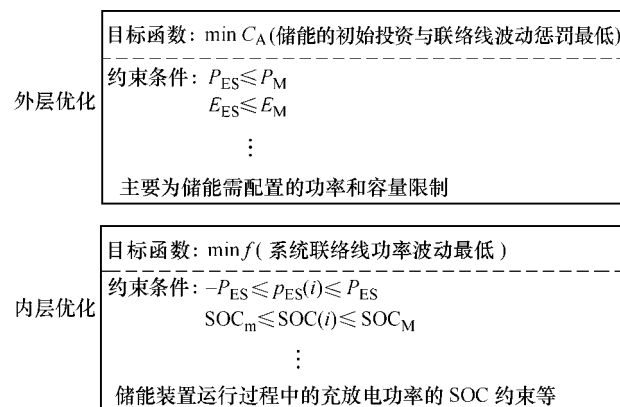 目标函数: min C_A(储能的初始投资与联络线波动惩罚最低)
约束条件: P_ES≤P_M
外层优化
E_ES≤E_M
⋮
主要为储能需配置的功率和容量限制
目标函数: min f( 系统联络线功率波动最低 )
约束条件: −P_ES≤p_ES(i)≤P_ES
内层优化
SOC_m≤SOC(i)≤SOC_M
⋮
储能装置运行过程中的充放电功率的 SOC 约束等